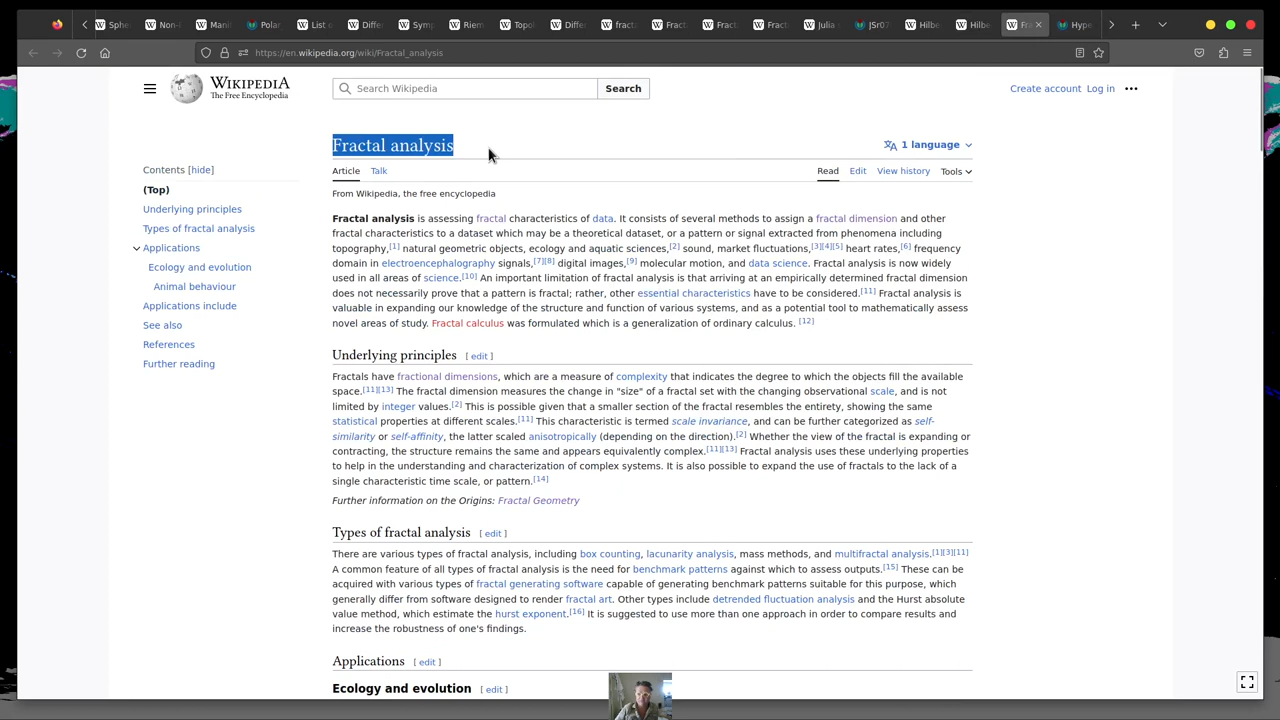 Sphe
Non-l
Mani
Polar
List o
Differ
Symp
Riem
Topol
Differ
fracta
Fract
Fracta
Fract
Julia
JSr07
Hilbe
Hilbe
Fra
Hype
https://en.wikipedia.org/wiki/Fractal_analysis
WIKIPEDIA
The Free Encyclopedia
Search Wikipedia
Search
Create account Log in
Fractal analysis
1 language
Article Talk
Read Edit View history Tools
From Wikipedia, the free encyclopedia
Contents [hide]
(Top)
Underlying principles
Types of fractal analysis
Applications
Ecology and evolution
Animal behaviour
Applications include
See also
References
Further reading
Fractal analysis is assessing fractal characteristics of data. It consists of several methods to assign a fractal dimension and other
fractal characteristics to a dataset which may be a theoretical dataset, or a pattern or signal extracted from phenomena including
topography,[1] natural geometric objects, ecology and aquatic sciences,[2] sound, market fluctuations,[3][4][5] heart rates,[6] frequency
domain in electroencephalography signals,[7][8] digital images,[9] molecular motion, and data science. Fractal analysis is now widely
used in all areas of science.[10] An important limitation of fractal analysis is that arriving at an empirically determined fractal dimension
does not necessarily prove that a pattern is fractal; rather, other essential characteristics have to be considered.[11] Fractal analysis is
valuable in expanding our knowledge of the structure and function of various systems, and as a potential tool to mathematically assess
novel areas of study. Fractal calculus was formulated which is a generalization of ordinary calculus. [12]
Underlying principles [ edit ]
Fractals have fractional dimensions, which are a measure of complexity that indicates the degree to which the objects fill the available
space.[11][13] The fractal dimension measures the change in "size" of a fractal set with the changing observational scale, and is not
limited by integer values.[2] This is possible given that a smaller section of the fractal resembles the entirety, showing the same
statistical properties at different scales.[11] This characteristic is termed scale invariance, and can be further categorized as self-
similarity or self-affinity, the latter scaled anisotropically (depending on the direction).[2] Whether the view of the fractal is expanding or
contracting, the structure remains the same and appears equivalently complex.[11][13] Fractal analysis uses these underlying properties
to help in the understanding and characterization of complex systems. It is also possible to expand the use of fractals to the lack of a
single characteristic time scale, or pattern.[14]
Further information on the Origins: Fractal Geometry
Types of fractal analysis [ edit ]
There are various types of fractal analysis, including box counting, lacunarity analysis, mass methods, and multifractal analysis.[1][3][11]
A common feature of all types of fractal analysis is the need for benchmark patterns against which to assess outputs.[15] These can be
acquired with various types of fractal generating software capable of generating benchmark patterns suitable for this purpose, which
generally differ from software designed to render fractal art. Other types include detrended fluctuation analysis and the Hurst absolute
value method, which estimate the hurst exponent.[16] It is suggested to use more than one approach in order to compare results and
increase the robustness of one's findings.
Applications [ edit ]
Ecology and evolution [ edit ]